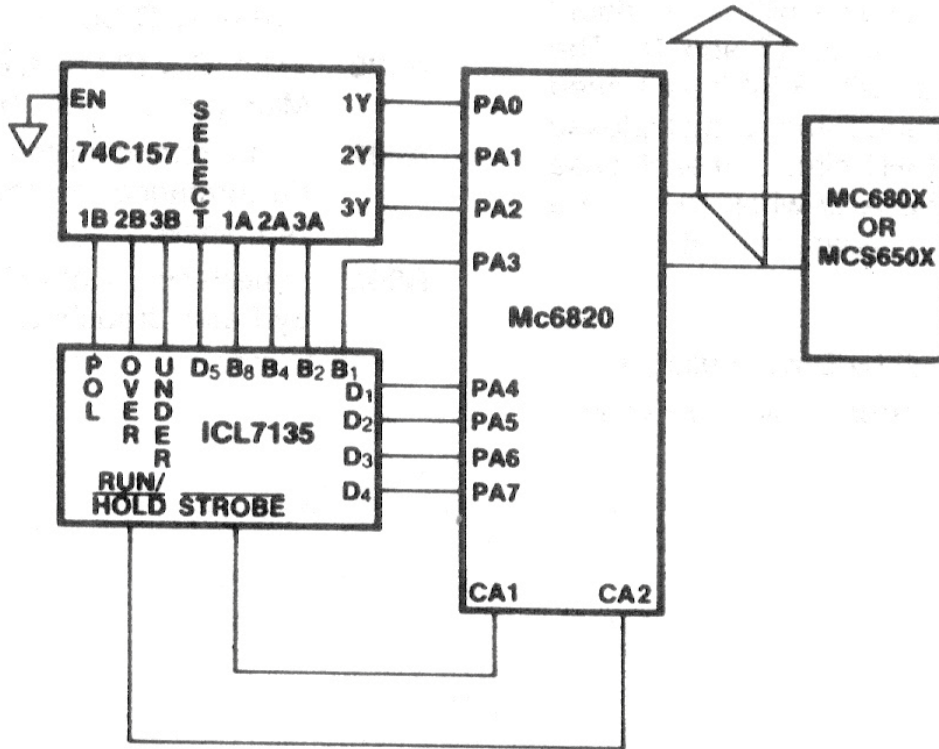 EN
74C157
SELECT
1Y
2Y
3Y
1B 2B 3B 1A 2A 3A
PA0
PA1
PA2
PA3
Mc6820
PA4
PA5
PA6
PA7
CA1 CA2
MC680X
OR
MCS650X
POL
OVER
UNDER
D5 B8 B4 B2 B1
D1
D2
D3
D4
ICL7135
RUN/
HOLD STROBE